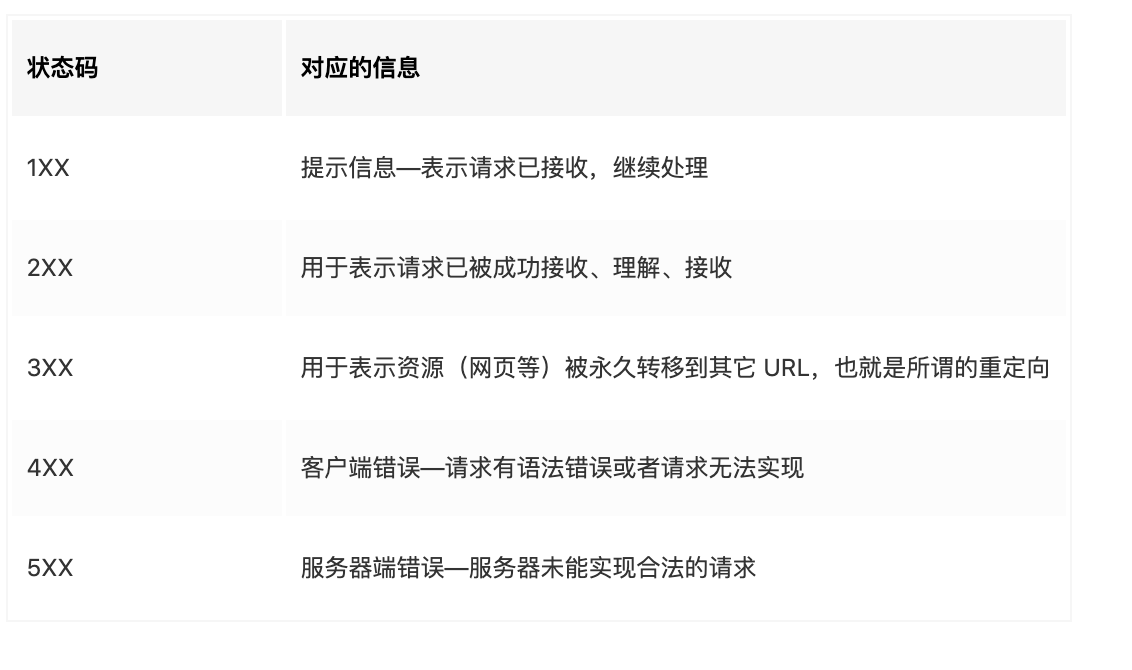 状态码 对应的信息
1XX 提示信息—表示请求已接收，继续处理
2XX 用于表示请求已被成功接收、理解、接收
3XX 用于表示资源（网页等）被永久转移到其它 URL，也就是所谓的重定向
4XX 客户端错误—请求有语法错误或者请求无法实现
5XX 服务器端错误—服务器未能实现合法的请求